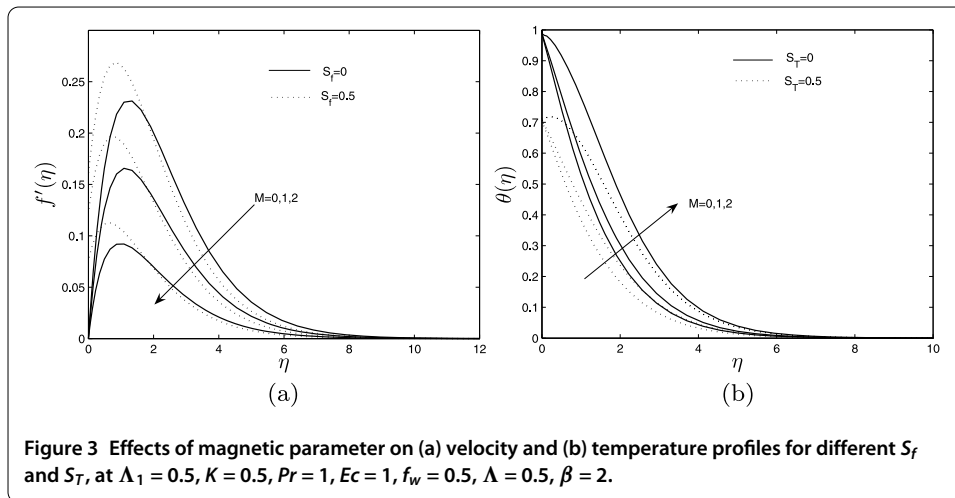 0.25
0.2
0.15
0.1
0.05
0
0 2 4 6 8 10 12
f′(η)
η
S_f=0
S_f=0.5
M=0,1,2
(a)
1
0.9
0.8
0.7
0.6
0.5
0.4
0.3
0.2
0.1
0
0 2 4 6 8 10
θ(η)
η
S_T=0
S_T=0.5
M=0,1,2
(b)
Figure 3 Effects of magnetic parameter on (a) velocity and (b) temperature profiles for different S_f
and S_T, at Λ₁ = 0.5, K = 0.5, Pr = 1, Ec = 1, f_w = 0.5, Λ = 0.5, β = 2.